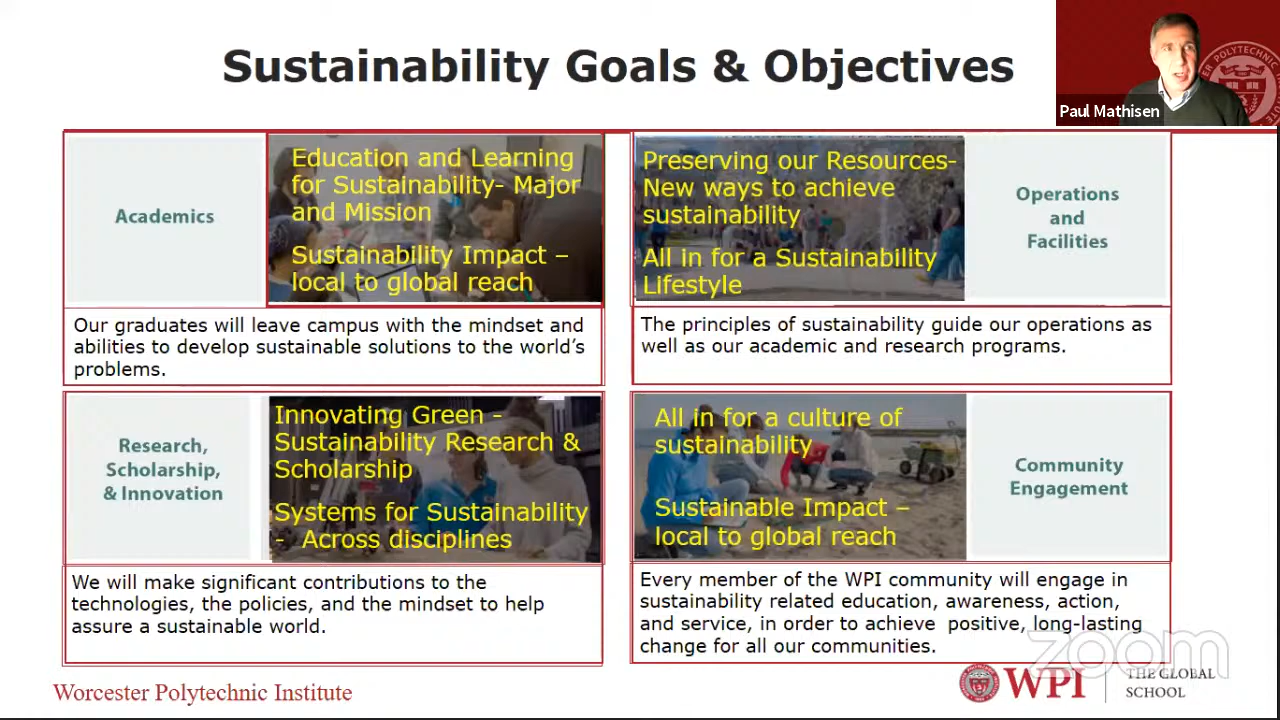 Sustainability Goals & Objectives
Paul Mathisen
Academics
Education and Learning
for Sustainability- Major
and Mission
Sustainability Impact –
local to global reach
Our graduates will leave campus with the mindset and
abilities to develop sustainable solutions to the world's
problems.
Preserving our Resources-
New ways to achieve
sustainability
All in for a Sustainability
Lifestyle
Operations
and
Facilities
The principles of sustainability guide our operations as
well as our academic and research programs.
Research,
Scholarship,
& Innovation
Innovating Green -
Sustainability Research &
Scholarship
Systems for Sustainability
- Across disciplines
We will make significant contributions to the
technologies, the policies, and the mindset to help
assure a sustainable world.
All in for a culture of
sustainability
Sustainable Impact –
local to global reach
Community
Engagement
Every member of the WPI community will engage in
sustainability related education, awareness, action,
and service, in order to achieve positive, long-lasting
change for all our communities.
zoom
Worcester Polytechnic Institute
WPI
THE GLOBAL
SCHOOL